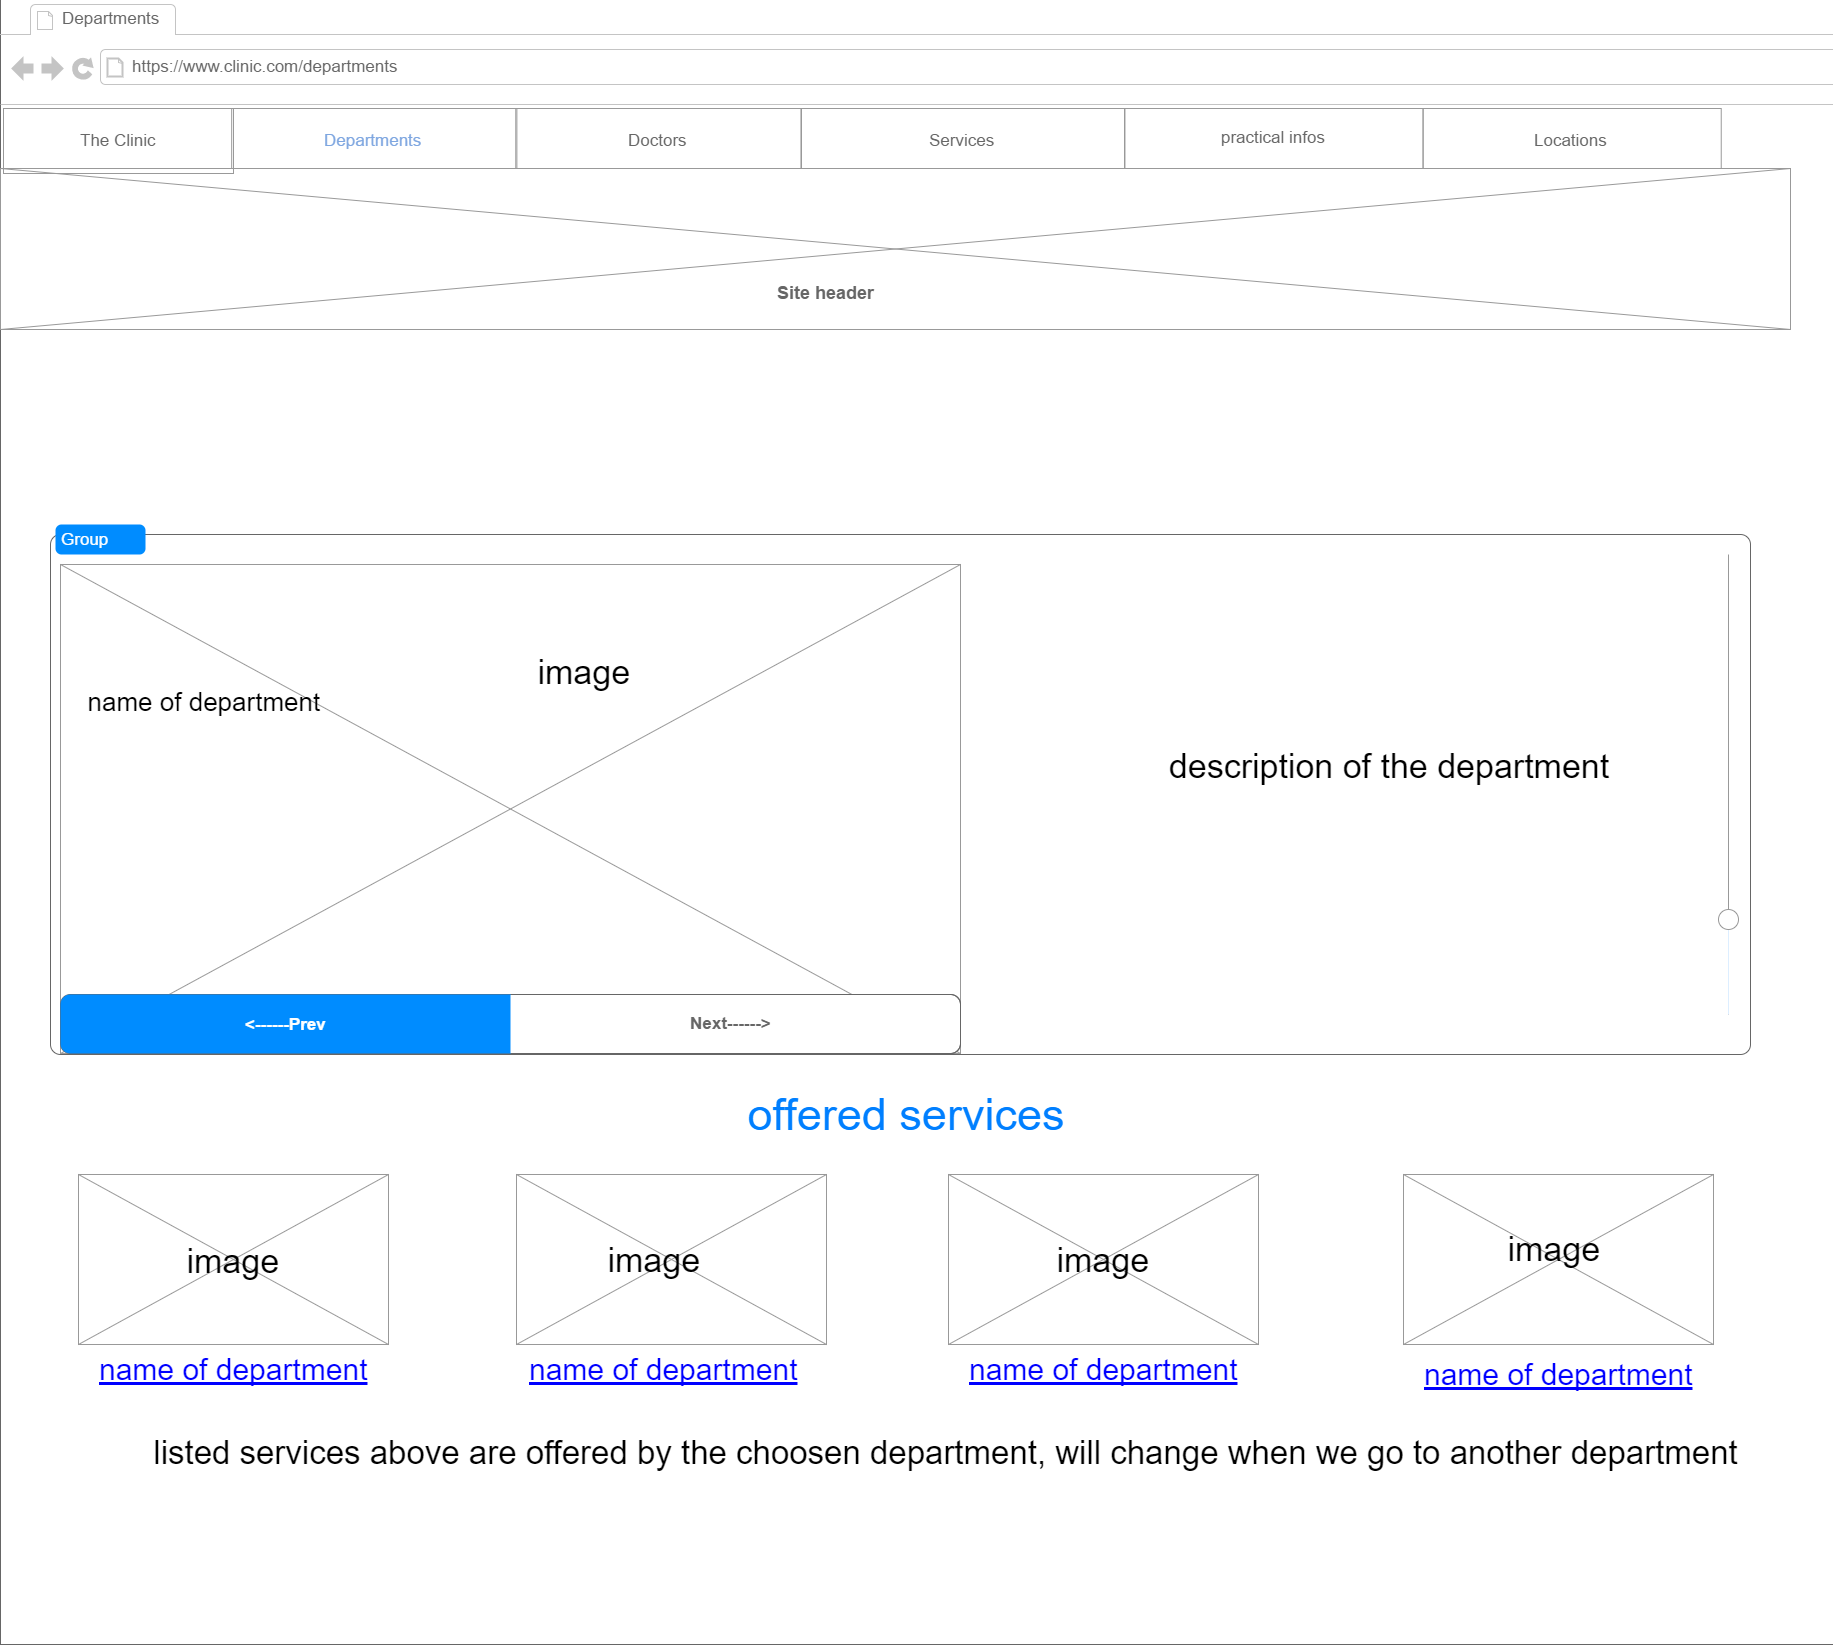 Departments
https://www.clinic.com/departments
The Clinic
Departments
Doctors
Services
practical infos
Locations
Site header
Group
image
name of department
description of the department
<------Prev
Next------>
offered services
image
image
image
image
name of department
name of department
name of department
name of department
listed services above are offered by the choosen department, will change when we go to another department